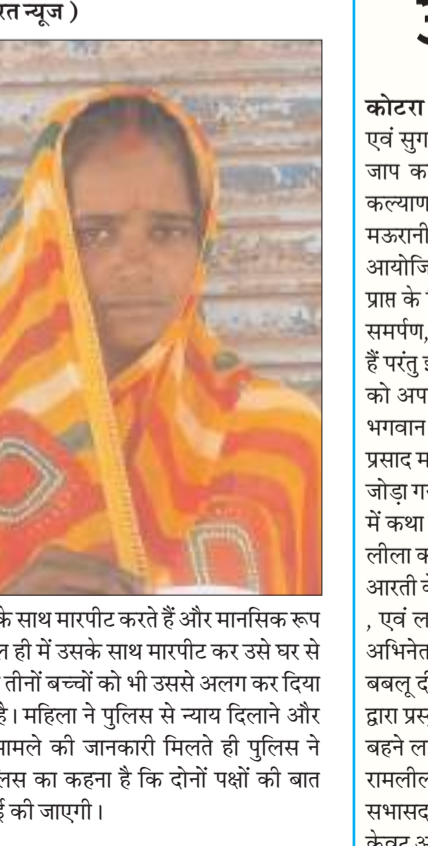 रत न्यूज )
के साथ मारपीट करते हैं और मानसिक रूप
ही में उसके साथ मारपीट कर उसे घर से
तीनों बच्चों को भी उससे अलग कर दिया
है। महिला ने पुलिस से न्याय दिलाने और
मामले की जानकारी मिलते ही पुलिस ने
का कहना है कि दोनों पक्षों की बात
की जाएगी।
कोटरा
एवं सुग
जाप क
कल्याण
मऊरानी
आयोजि
प्राप्त के
समर्पण,
हैं परंतु
को अप
भगवान
प्रसाद म
जोड़ा ग
में कथा
लीला क
आरती के
, एवं ल
अभिनेत
बबलू दी
द्वारा प्रस्
बहने ल
रामलील
सभासद
केवट अ